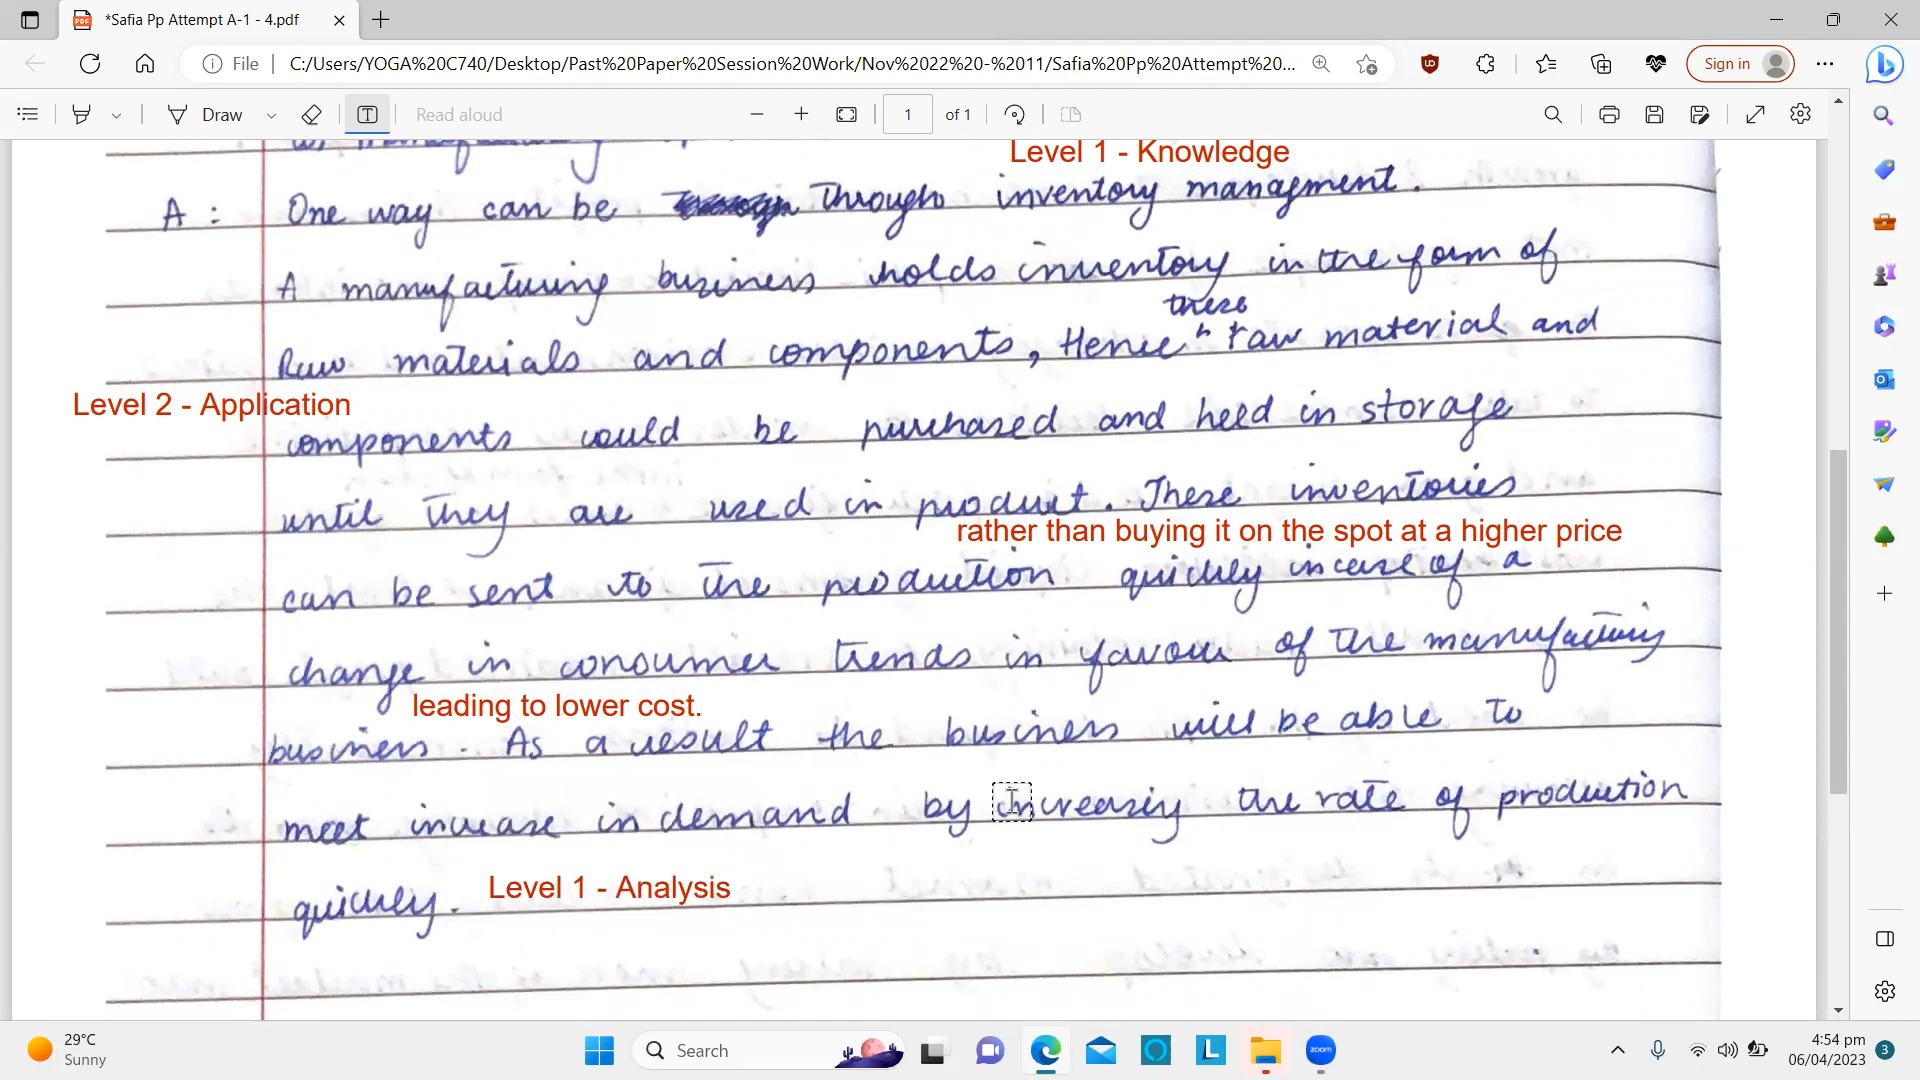 *Safia Pp Attempt A-1 - 4.pdf
File
C:/Users/YOGA%20C740/Desktop/Past%20Paper%20Session%20Work/Nov%2022%20-%2011/Safia%20Pp%20Attempt%20...
Sign in
Draw
Read aloud
1 of 1
Level 1 - Knowledge
A : One way can be Through inventory managment.
A manufacturing business holds inventory in the form of
these
Raw materials and components, Hence ^ raw material and
Level 2 - Application
components could be purchased and held in storage
until they are used in product. These inventories
rather than buying it on the spot at a higher price
can be sent to the production quickly incase of a
change in consumer trends in favour of the manufacturing
leading to lower cost.
business. As a result the business will be able to
meet increase in demand by increasing the rate of production
quickly.
Level 1 - Analysis
29°C
Sunny
Search
zoom
4:54 pm
06/04/2023
3